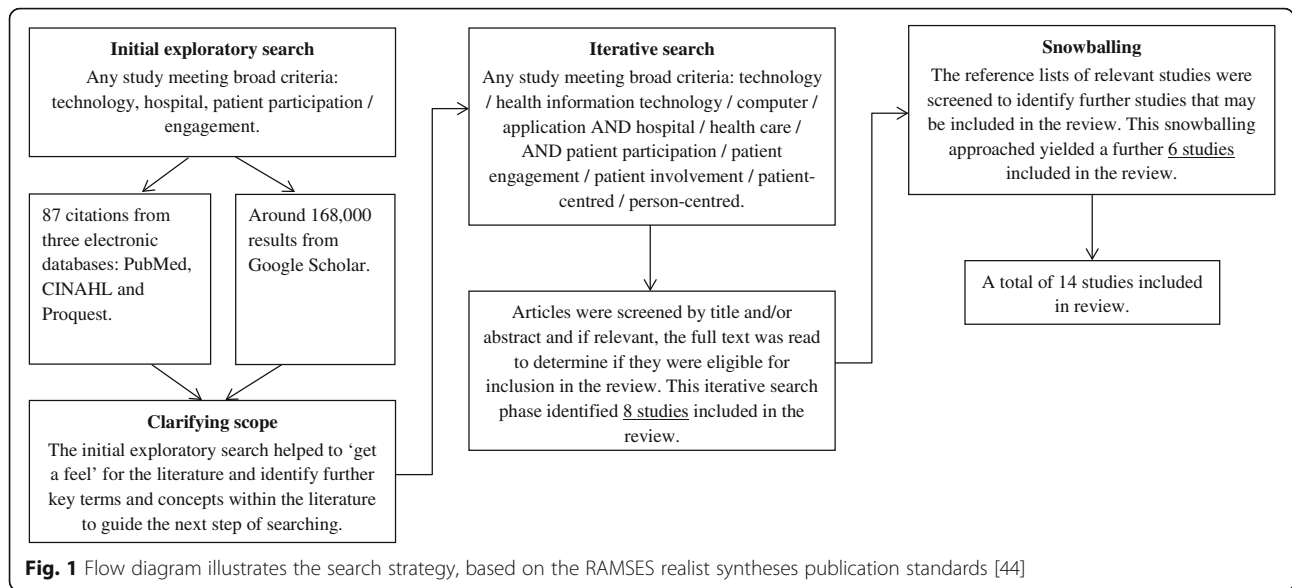 Initial exploratory search
Any study meeting broad criteria:
technology, hospital, patient participation /
engagement.
87 citations from
three electronic
databases: PubMed,
CINAHL and
Proquest.
Around 168,000
results from
Google Scholar.
Clarifying scope
The initial exploratory search helped to ‘get
a feel’ for the literature and identify further
key terms and concepts within the literature
to guide the next step of searching.
Iterative search
Any study meeting broad criteria: technology
/ health information technology / computer /
application AND hospital / health care /
AND patient participation / patient
engagement / patient involvement / patient-
centred / person-centred.
Articles were screened by title and/or
abstract and if relevant, the full text was read
to determine if they were eligible for
inclusion in the review. This iterative search
phase identified 8 studies included in the
review.
Snowballing
The reference lists of relevant studies were
screened to identify further studies that may
be included in the review. This snowballing
approached yielded a further 6 studies
included in the review.
A total of 14 studies included
in review.
Fig. 1 Flow diagram illustrates the search strategy, based on the RAMSES realist syntheses publication standards [44]